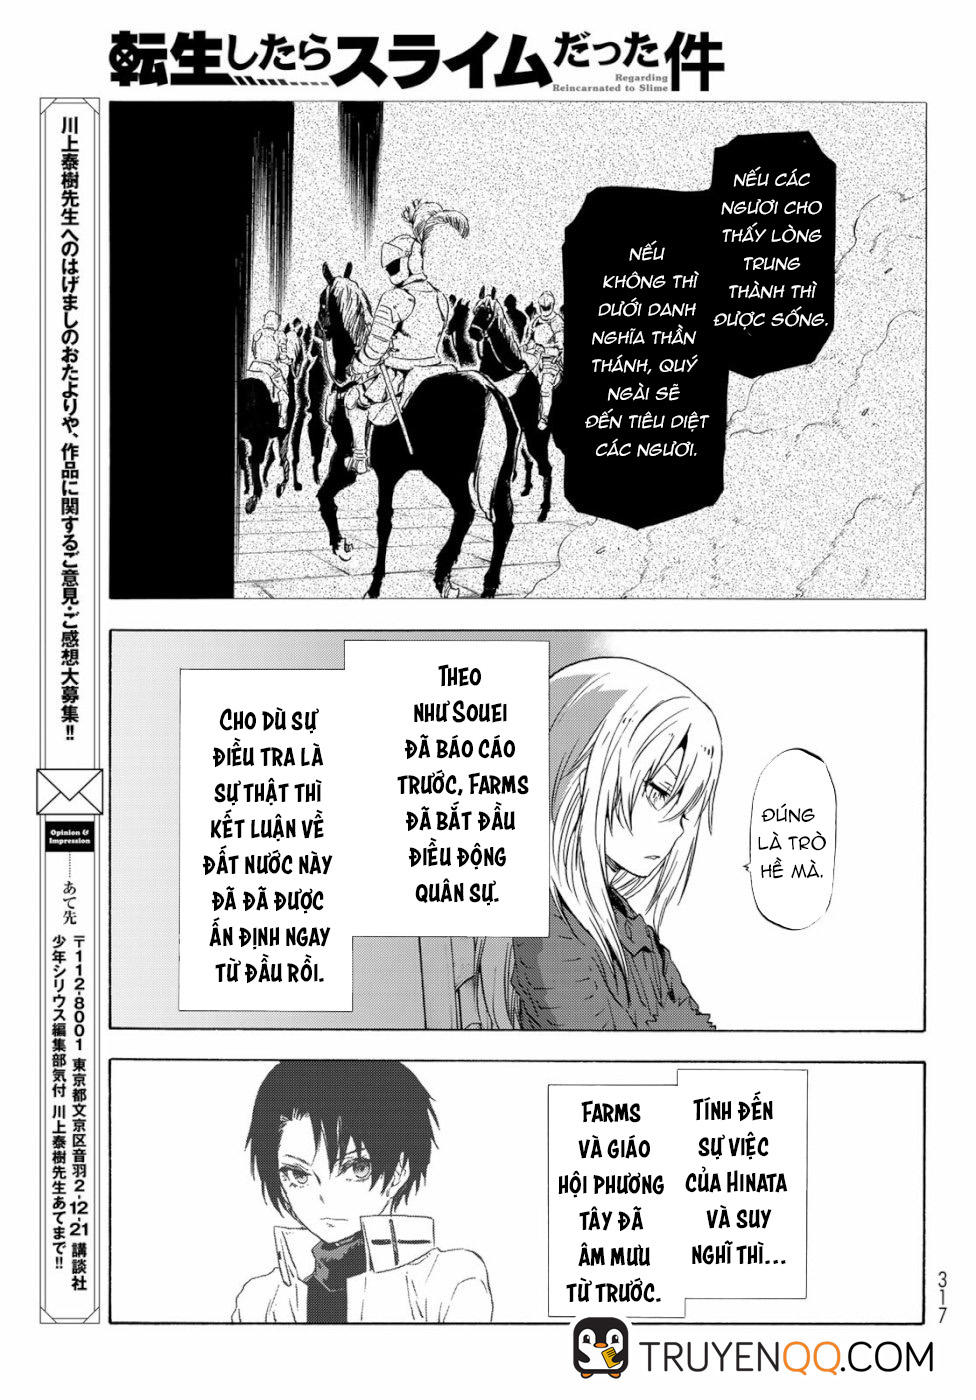 転生したらスライムだった件
Regarding
Reincarnated to Slime
NẾU CÁC
NGƯƠI CHO
THẤY LÒNG
TRUNG
THÀNH THÌ
ĐƯỢC SỐNG.
NẾU
KHÔNG THÌ
DƯỚI DANH
NGHĨA THẦN
THÁNH, QUÝ
NGÀI SẼ
ĐẾN TIÊU DIỆT
CÁC NGƯƠI.
THEO
NHƯ SOUEI
ĐÃ BÁO CÁO
TRƯỚC, FARMS
ĐÃ BẮT ĐẦU
ĐIỀU ĐỘNG
QUÂN SỰ.
CHO DÙ SỰ
ĐIỀU TRA LÀ
SỰ THẬT THÌ
KẾT LUẬN VỀ
ĐẤT NƯỚC NÀY
ĐÃ ĐÃ ĐƯỢC
ẤN ĐỊNH NGAY
TỪ ĐẦU RỒI.
ĐÚNG
LÀ TRÒ
HỀ MÀ.
TÍNH ĐẾN
SỰ VIỆC
CỦA HINATA
VÀ SUY
NGHĨ THÌ...
FARMS
VÀ GIÁO
HỘI PHƯƠNG
TÂY ĐÃ
ÂM MƯU
TỪ TRƯỚC.
川上泰樹先生へのはげましのおたよりや、作品に関するご意見・ご感想大募集!!
Opinion &
Impression
………あて先
〒112-8001 東京都文京区音羽2-12-21 講談社
少年シリウス編集部気付 川上泰樹先生あてまで!!
317
TRUYENQQ.COM